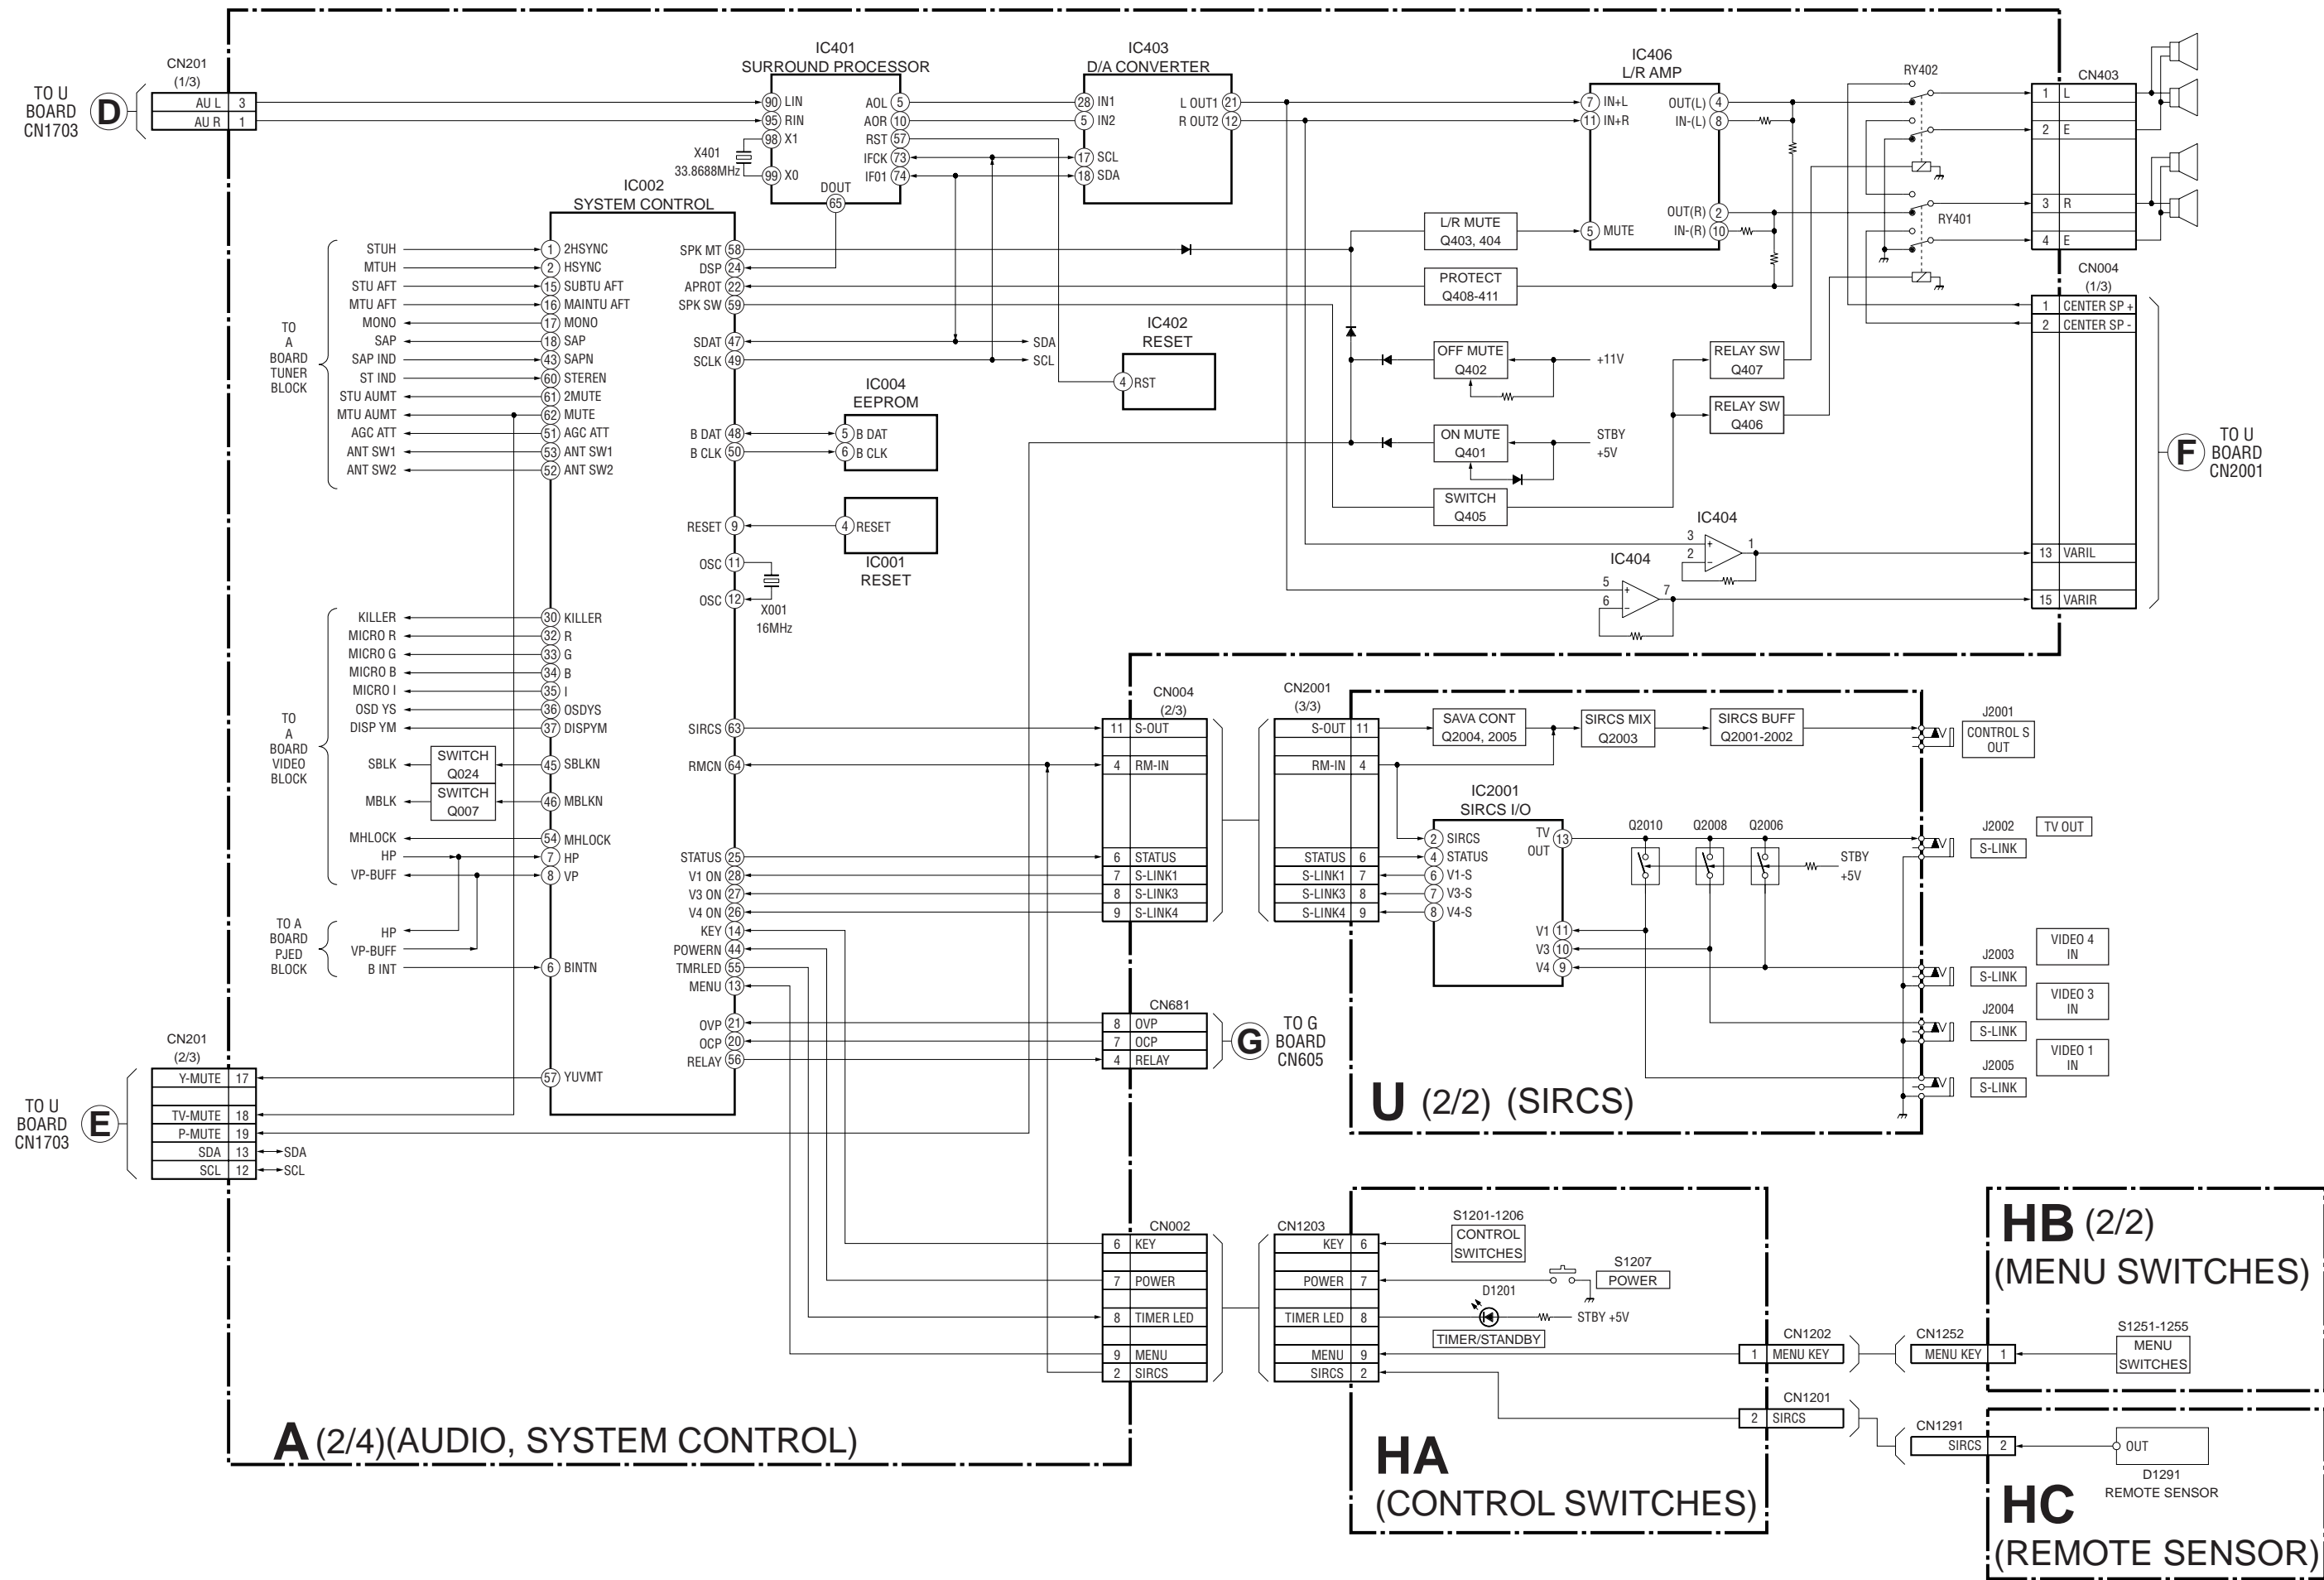 CN201
(1/3)
TO U
BOARD
CN1703
D
AU L 3
AU R 1
IC401
SURROUND PROCESSOR
90 LIN
95 RIN
98 X1
99 X0
X401
33.8688MHz
AOL 5
AOR 10
RST 57
IFCK 73
IF01 74
DOUT
65
IC403
D/A CONVERTER
28 IN1
5 IN2
17 SCL
18 SDA
L OUT1 21
R OUT2 12
IC406
L/R AMP
7 IN+L
11 IN+R
5 MUTE
OUT(L) 4
IN-(L) 8
OUT(R) 2
IN-(R) 10
RY402
RY401
CN403
1 L
2 E
3 R
4 E
CN004
(1/3)
1 CENTER SP +
2 CENTER SP -
13 VARIL
15 VARIR
F
TO U
BOARD
CN2001
L/R MUTE
Q403, 404
PROTECT
Q408-411
OFF MUTE
Q402
+11V
ON MUTE
Q401
STBY
+5V
SWITCH
Q405
RELAY SW
Q407
RELAY SW
Q406
IC404
3
2
1
IC404
5
6
7
+
−
+
−
IC402
RESET
4 RST
SDA
SCL
IC002
SYSTEM CONTROL
TO
A
BOARD
TUNER
BLOCK
STUH 1 2HSYNC
MTUH 2 HSYNC
STU AFT 15 SUBTU AFT
MTU AFT 16 MAINTU AFT
MONO 17 MONO
SAP 18 SAP
SAP IND 43 SAPN
ST IND 60 STEREN
STU AUMT 61 2MUTE
MTU AUMT 62 MUTE
AGC ATT 51 AGC ATT
ANT SW1 53 ANT SW1
ANT SW2 52 ANT SW2
SPK MT 58
DSP 24
APROT 22
SPK SW 59
SDAT 47
SCLK 49
B DAT 48
B CLK 50
RESET 9
OSC 11
OSC 12
X001
16MHz
IC004
EEPROM
5 B DAT
6 B CLK
4 RESET
IC001
RESET
TO
A
BOARD
VIDEO
BLOCK
KILLER 30 KILLER
MICRO R 32 R
MICRO G 33 G
MICRO B 34 B
MICRO I 35 I
OSD YS 36 OSDYS
DISP YM 37 DISPYM
SBLK SWITCH
Q024 45 SBLKN
MBLK SWITCH
Q007 46 MBLKN
MHLOCK 54 MHLOCK
HP 7 HP
VP-BUFF 8 VP
TO A
BOARD
PJED
BLOCK
HP
VP-BUFF
B INT 6 BINTN
SIRCS 63
RMCN 64
STATUS 25
V1 ON 28
V3 ON 27
V4 ON 26
KEY 14
POWERN 44
TMRLED 55
MENU 13
OVP 21
OCP 20
RELAY 56
CN201
(2/3)
TO U
BOARD
CN1703
E
Y-MUTE 17
57 YUVMT
TV-MUTE 18
P-MUTE 19
SDA 13 SDA
SCL 12 SCL
CN004
(2/3)
11 S-OUT
4 RM-IN
6 STATUS
7 S-LINK1
8 S-LINK3
9 S-LINK4
CN681
8 OVP
7 OCP
4 RELAY
G
TO G
BOARD
CN605
CN2001
(3/3)
S-OUT 11
RM-IN 4
STATUS 6
S-LINK1 7
S-LINK3 8
S-LINK4 9
SAVA CONT
Q2004, 2005
SIRCS MIX
Q2003
SIRCS BUFF
Q2001-2002
J2001
CONTROL S
OUT
IC2001
SIRCS I/O
2 SIRCS
4 STATUS
6 V1-S
7 V3-S
8 V4-S
TV
OUT 13
V1 11
V3 10
V4 9
Q2010
Q2008
Q2006
STBY
+5V
J2002
S-LINK
TV OUT
J2003
S-LINK
VIDEO 4
IN
J2004
S-LINK
VIDEO 3
IN
J2005
S-LINK
VIDEO 1
IN
U (2/2) (SIRCS)
CN002
6 KEY
7 POWER
8 TIMER LED
9 MENU
2 SIRCS
CN1203
KEY 6
POWER 7
TIMER LED 8
MENU 9
SIRCS 2
S1201-1206
CONTROL
SWITCHES
S1207
POWER
D1201
STBY +5V
TIMER/STANDBY
CN1202
1 MENU KEY
CN1201
2 SIRCS
CN1252
MENU KEY 1
CN1291
SIRCS 2
HB (2/2)
(MENU SWITCHES)
S1251-1255
MENU
SWITCHES
OUT
D1291
REMOTE SENSOR
HC
(REMOTE SENSOR)
HA
(CONTROL SWITCHES)
A (2/4)(AUDIO, SYSTEM CONTROL)